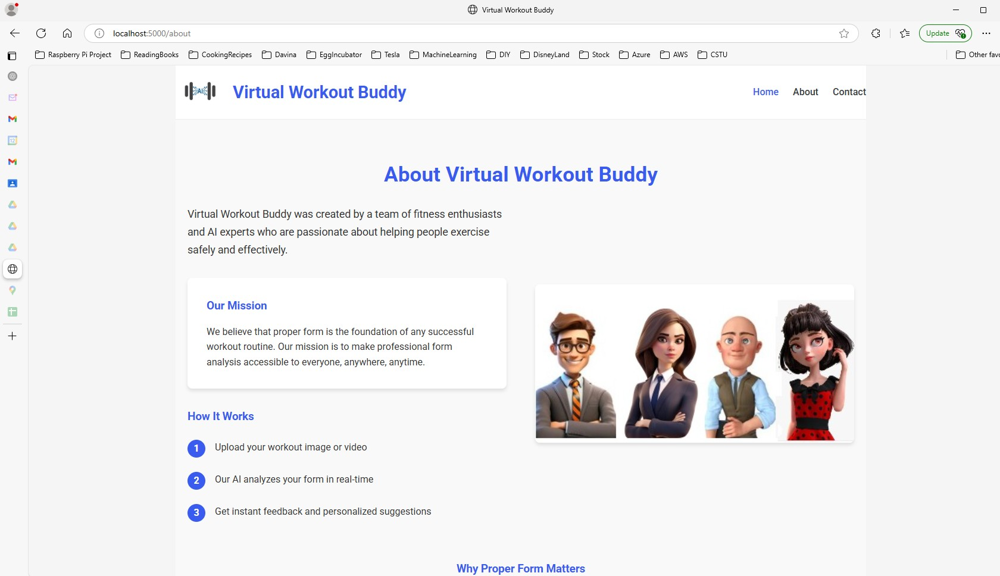 Virtual Workout Buddy
localhost:5000/about
Update
Raspberry Pi Project
ReadingBooks
CookingRecipes
Davina
EggIncubator
Tesla
MachineLearning
DIY
DisneyLand
Stock
Azure
AWS
CSTU
Other favo
12
AI
Virtual Workout Buddy
Home
About
Contact
About Virtual Workout Buddy
Virtual Workout Buddy was created by a team of fitness enthusiasts
and AI experts who are passionate about helping people exercise
safely and effectively.
Our Mission
We believe that proper form is the foundation of any successful
workout routine. Our mission is to make professional form
analysis accessible to everyone, anywhere, anytime.
How It Works
1 Upload your workout image or video
2 Our AI analyzes your form in real-time
3 Get instant feedback and personalized suggestions
Why Proper Form Matters